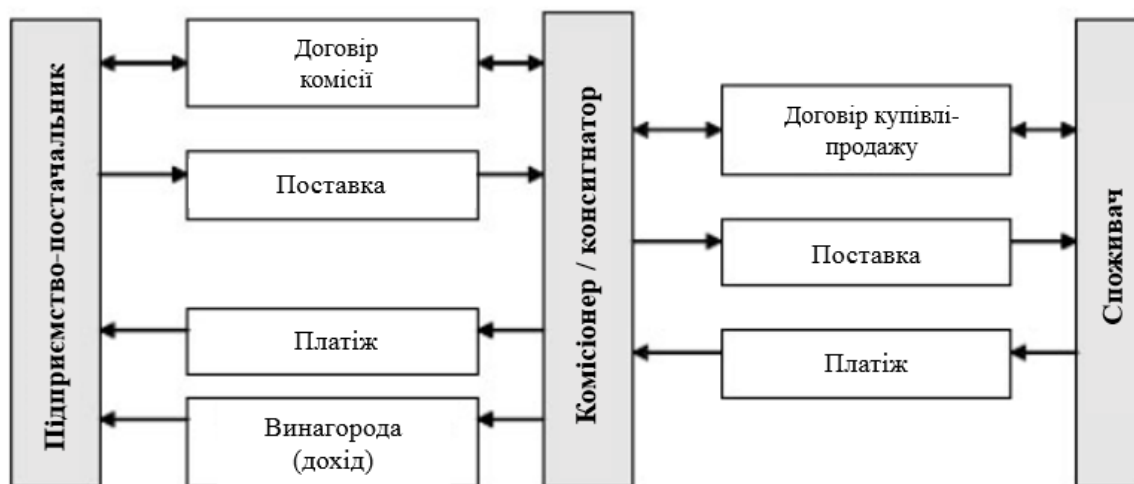 Підприємство-постачальник
Договір
комісії
Поставка
Платіж
Винагорода
(дохід)
Комісіонер / консигнатор
Договір купівлі-
продажу
Поставка
Платіж
Споживач